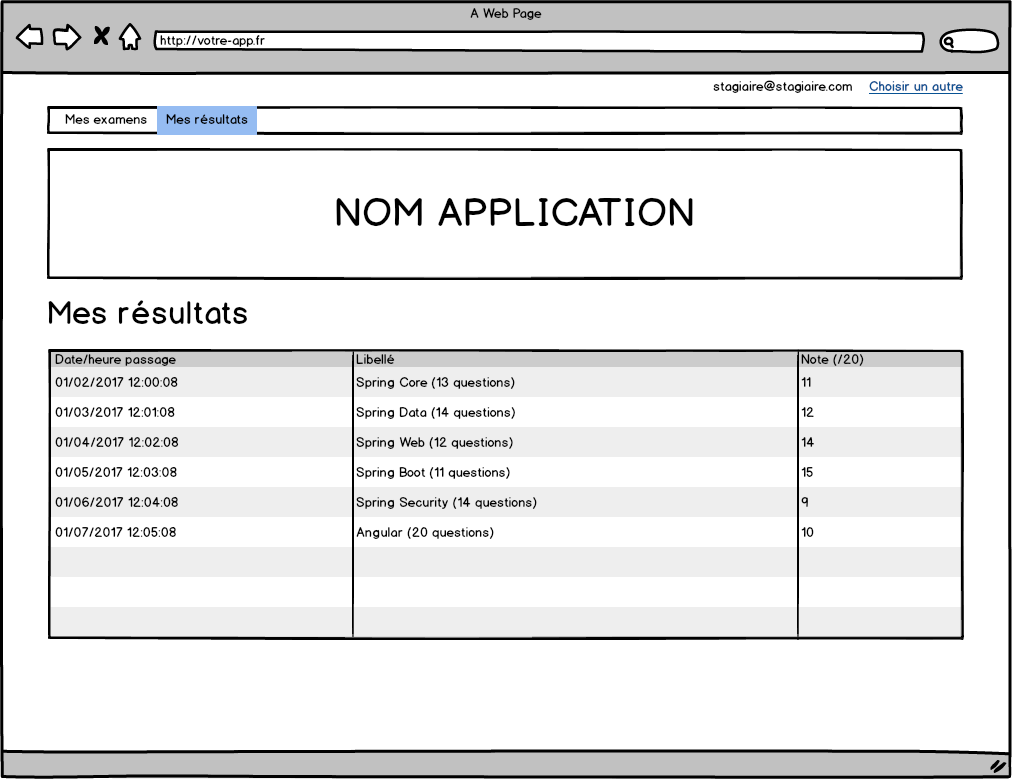 A Web Page
http://votre-app.fr
stagiaire@stagiaire.com Choisir un autre
Mes examens Mes résultats
NOM APPLICATION
Mes résultats
Date/heure passage Libellé Note (/20)
01/02/2017 12:00:08 Spring Core (13 questions) 11
01/03/2017 12:01:08 Spring Data (14 questions) 12
01/04/2017 12:02:08 Spring Web (12 questions) 14
01/05/2017 12:03:08 Spring Boot (11 questions) 15
01/06/2017 12:04:08 Spring Security (14 questions) 9
01/07/2017 12:05:08 Angular (20 questions) 10